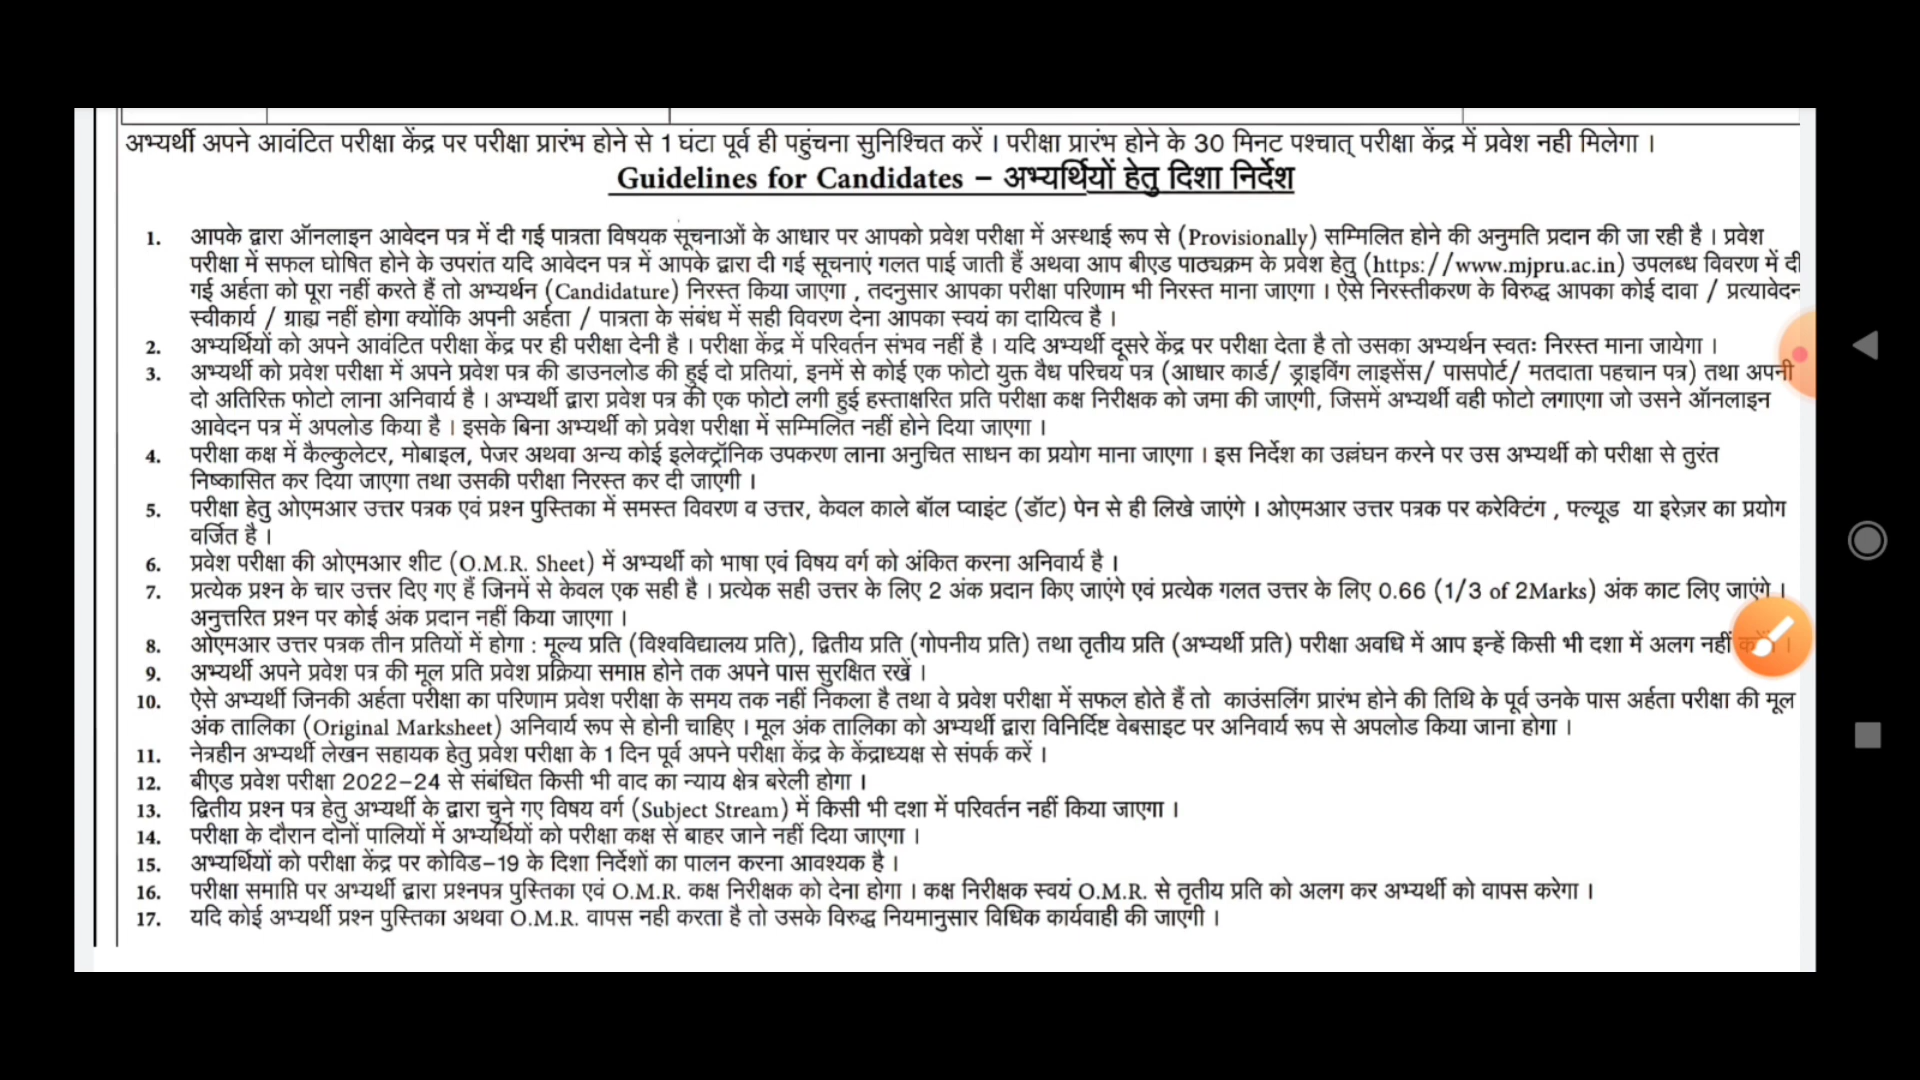 अभ्यर्थी अपने आवंटित परीक्षा केंद्र पर परीक्षा प्रारंभ होने से 1 घंटा पूर्व ही पहुंचना सुनिश्चित करें । परीक्षा प्रारंभ होने के 30 मिनट पश्चात् परीक्षा केंद्र में प्रवेश नही मिलेगा ।
Guidelines for Candidates – अभ्यर्थियों हेतु दिशा निर्देश
1. आपके द्वारा ऑनलाइन आवेदन पत्र में दी गई पात्रता विषयक सूचनाओं के आधार पर आपको प्रवेश परीक्षा में अस्थाई रूप से (Provisionally) सम्मिलित होने की अनुमति प्रदान की जा रही है । प्रवेश
परीक्षा में सफल घोषित होने के उपरांत यदि आवेदन पत्र में आपके द्वारा दी गई सूचनाएं गलत पाई जाती हैं अथवा आप बीएड पाठ्यक्रम के प्रवेश हेतु (https://www.mjpru.ac.in) उपलब्ध विवरण में दी
गई अर्हता को पूरा नहीं करते हैं तो अभ्यर्थन (Candidature) निरस्त किया जाएगा , तदनुसार आपका परीक्षा परिणाम भी निरस्त माना जाएगा । ऐसे निरस्तीकरण के विरुद्ध आपका कोई दावा / प्रत्यावेदन
स्वीकार्य / ग्राह्य नहीं होगा क्योंकि अपनी अर्हता / पात्रता के संबंध में सही विवरण देना आपका स्वयं का दायित्व है ।
2. अभ्यर्थियों को अपने आवंटित परीक्षा केंद्र पर ही परीक्षा देनी है । परीक्षा केंद्र में परिवर्तन संभव नहीं है । यदि अभ्यर्थी दूसरे केंद्र पर परीक्षा देता है तो उसका अभ्यर्थन स्वतः निरस्त माना जायेगा ।
3. अभ्यर्थी को प्रवेश परीक्षा में अपने प्रवेश पत्र की डाउनलोड की हुई दो प्रतियां, इनमें से कोई एक फोटो युक्त वैध परिचय पत्र (आधार कार्ड/ ड्राइविंग लाइसेंस/ पासपोर्ट/ मतदाता पहचान पत्र) तथा अपनी
दो अतिरिक्त फोटो लाना अनिवार्य है । अभ्यर्थी द्वारा प्रवेश पत्र की एक फोटो लगी हुई हस्ताक्षरित प्रति परीक्षा कक्ष निरीक्षक को जमा की जाएगी, जिसमें अभ्यर्थी वही फोटो लगाएगा जो उसने ऑनलाइन
आवेदन पत्र में अपलोड किया है । इसके बिना अभ्यर्थी को प्रवेश परीक्षा में सम्मिलित नहीं होने दिया जाएगा ।
4. परीक्षा कक्ष में कैल्कुलेटर, मोबाइल, पेजर अथवा अन्य कोई इलेक्ट्रॉनिक उपकरण लाना अनुचित साधन का प्रयोग माना जाएगा । इस निर्देश का उल्लंघन करने पर उस अभ्यर्थी को परीक्षा से तुरंत
निष्कासित कर दिया जाएगा तथा उसकी परीक्षा निरस्त कर दी जाएगी ।
5. परीक्षा हेतु ओएमआर उत्तर पत्रक एवं प्रश्न पुस्तिका में समस्त विवरण व उत्तर, केवल काले बॉल प्वाइंट (डॉट) पेन से ही लिखे जाएंगे । ओएमआर उत्तर पत्रक पर करेक्टिंग , फ्ल्यूड या इरेज़र का प्रयोग
वर्जित है ।
6. प्रवेश परीक्षा की ओएमआर शीट (O.M.R. Sheet) में अभ्यर्थी को भाषा एवं विषय वर्ग को अंकित करना अनिवार्य है ।
7. प्रत्येक प्रश्न के चार उत्तर दिए गए हैं जिनमें से केवल एक सही है । प्रत्येक सही उत्तर के लिए 2 अंक प्रदान किए जाएंगे एवं प्रत्येक गलत उत्तर के लिए 0.66 (1/3 of 2Marks) अंक काट लिए जाएंगे ।
अनुत्तरित प्रश्न पर कोई अंक प्रदान नहीं किया जाएगा ।
8. ओएमआर उत्तर पत्रक तीन प्रतियों में होगा : मूल्य प्रति (विश्वविद्यालय प्रति), द्वितीय प्रति (गोपनीय प्रति) तथा तृतीय प्रति (अभ्यर्थी प्रति) परीक्षा अवधि में आप इन्हें किसी भी दशा में अलग नहीं ।
9. अभ्यर्थी अपने प्रवेश पत्र की मूल प्रति प्रवेश प्रक्रिया समाप्त होने तक अपने पास सुरक्षित रखें ।
10. ऐसे अभ्यर्थी जिनकी अर्हता परीक्षा का परिणाम प्रवेश परीक्षा के समय तक नहीं निकला है तथा वे प्रवेश परीक्षा में सफल होते हैं तो काउंसलिंग प्रारंभ होने की तिथि के पूर्व उनके पास अर्हता परीक्षा की मूल
अंक तालिका (Original Marksheet) अनिवार्य रूप से होनी चाहिए । मूल अंक तालिका को अभ्यर्थी द्वारा विनिर्दिष्ट वेबसाइट पर अनिवार्य रूप से अपलोड किया जाना होगा ।
11. नेत्रहीन अभ्यर्थी लेखन सहायक हेतु प्रवेश परीक्षा के 1 दिन पूर्व अपने परीक्षा केंद्र के केंद्राध्यक्ष से संपर्क करें ।
12. बीएड प्रवेश परीक्षा 2022–24 से संबंधित किसी भी वाद का न्याय क्षेत्र बरेली होगा ।
13. द्वितीय प्रश्न पत्र हेतु अभ्यर्थी के द्वारा चुने गए विषय वर्ग (Subject Stream) में किसी भी दशा में परिवर्तन नहीं किया जाएगा ।
14. परीक्षा के दौरान दोनों पालियों में अभ्यर्थियों को परीक्षा कक्ष से बाहर जाने नहीं दिया जाएगा ।
15. अभ्यर्थियों को परीक्षा केंद्र पर कोविड–19 के दिशा निर्देशों का पालन करना आवश्यक है ।
16. परीक्षा समाप्ति पर अभ्यर्थी द्वारा प्रश्नपत्र पुस्तिका एवं O.M.R. कक्ष निरीक्षक को देना होगा । कक्ष निरीक्षक स्वयं O.M.R. से तृतीय प्रति को अलग कर अभ्यर्थी को वापस करेगा ।
17. यदि कोई अभ्यर्थी प्रश्न पुस्तिका अथवा O.M.R. वापस नही करता है तो उसके विरुद्ध नियमानुसार विधिक कार्यवाही की जाएगी ।